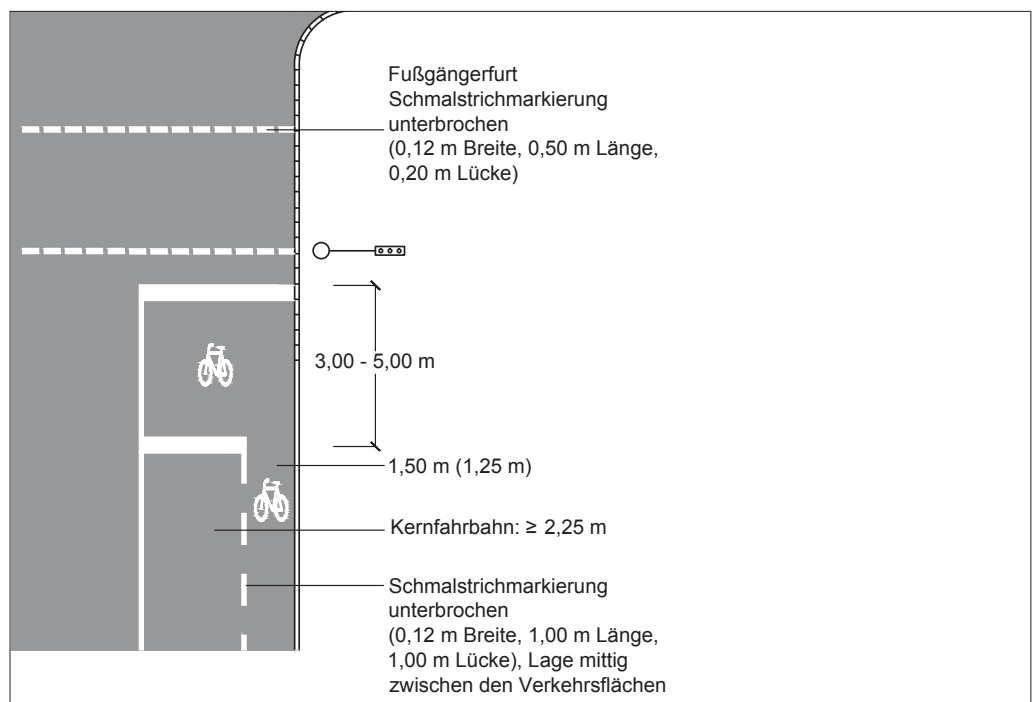 Fußgängerfurt
Schmalstrichmarkierung
unterbrochen
(0,12 m Breite, 0,50 m Länge,
0,20 m Lücke)
3,00 - 5,00 m
1,50 m (1,25 m)
Kernfahrbahn: ≥ 2,25 m
Schmalstrichmarkierung
unterbrochen
(0,12 m Breite, 1,00 m Länge,
1,00 m Lücke), Lage mittig
zwischen den Verkehrsflächen